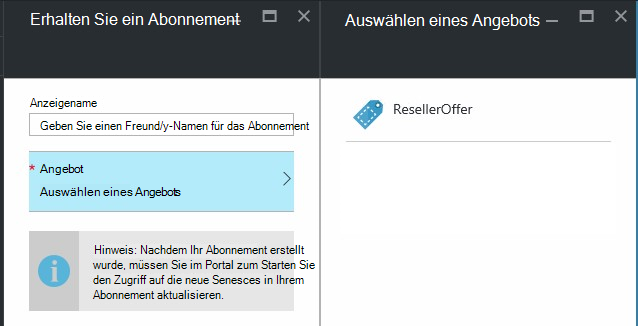 Erhalten Sie ein Abonnement
Anzeigename
Geben Sie einen Freund/y-Namen für das Abonnement
* Angebot
Auswählen eines Angebots
Hinweis: Nachdem Ihr Abonnement erstellt
wurde, müssen Sie im Portal zum Starten Sie
den Zugriff auf die neue Senesces in Ihrem
Abonnement aktualisieren.
Auswählen eines Angebots
ResellerOffer